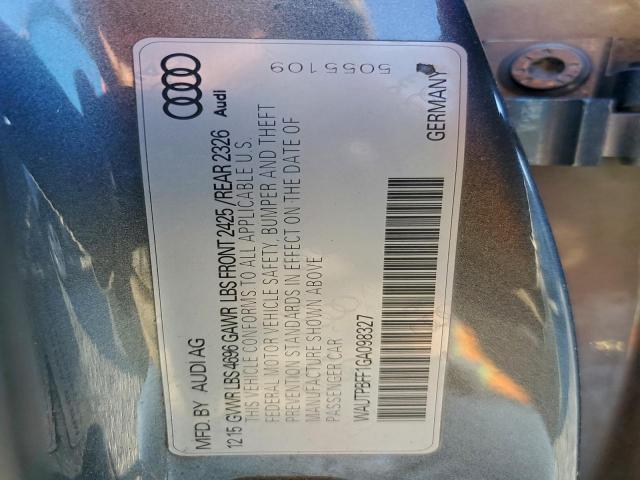 MFD. BY AUDI AG
12 15 GVWR LBS 4696 GAWR LBS FRONT 2425 / REAR 2326
THIS VEHICLE CONFORMS TO ALL APPLICABLE U.S.
FEDERAL MOTOR VEHICLE SAFETY, BUMPER AND THEFT
PREVENTION STANDARDS IN EFFECT ON THE DATE OF
MANUFACTURE SHOWN ABOVE
PASSENGER CAR
WAUTPBFF1GA098327
Audi
5055109
GERMANY